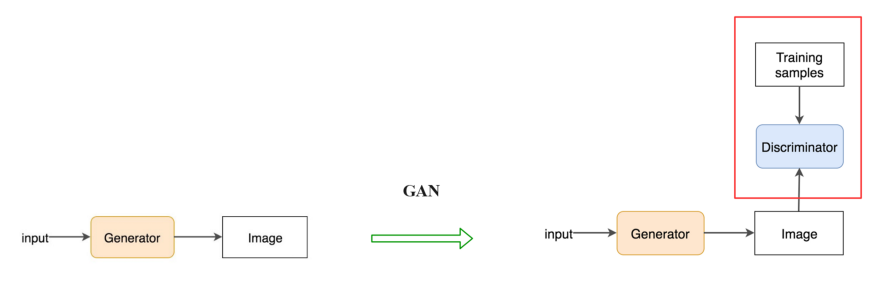 input
Generator
Image
GAN
Training
samples
Discriminator
input
Generator
Image